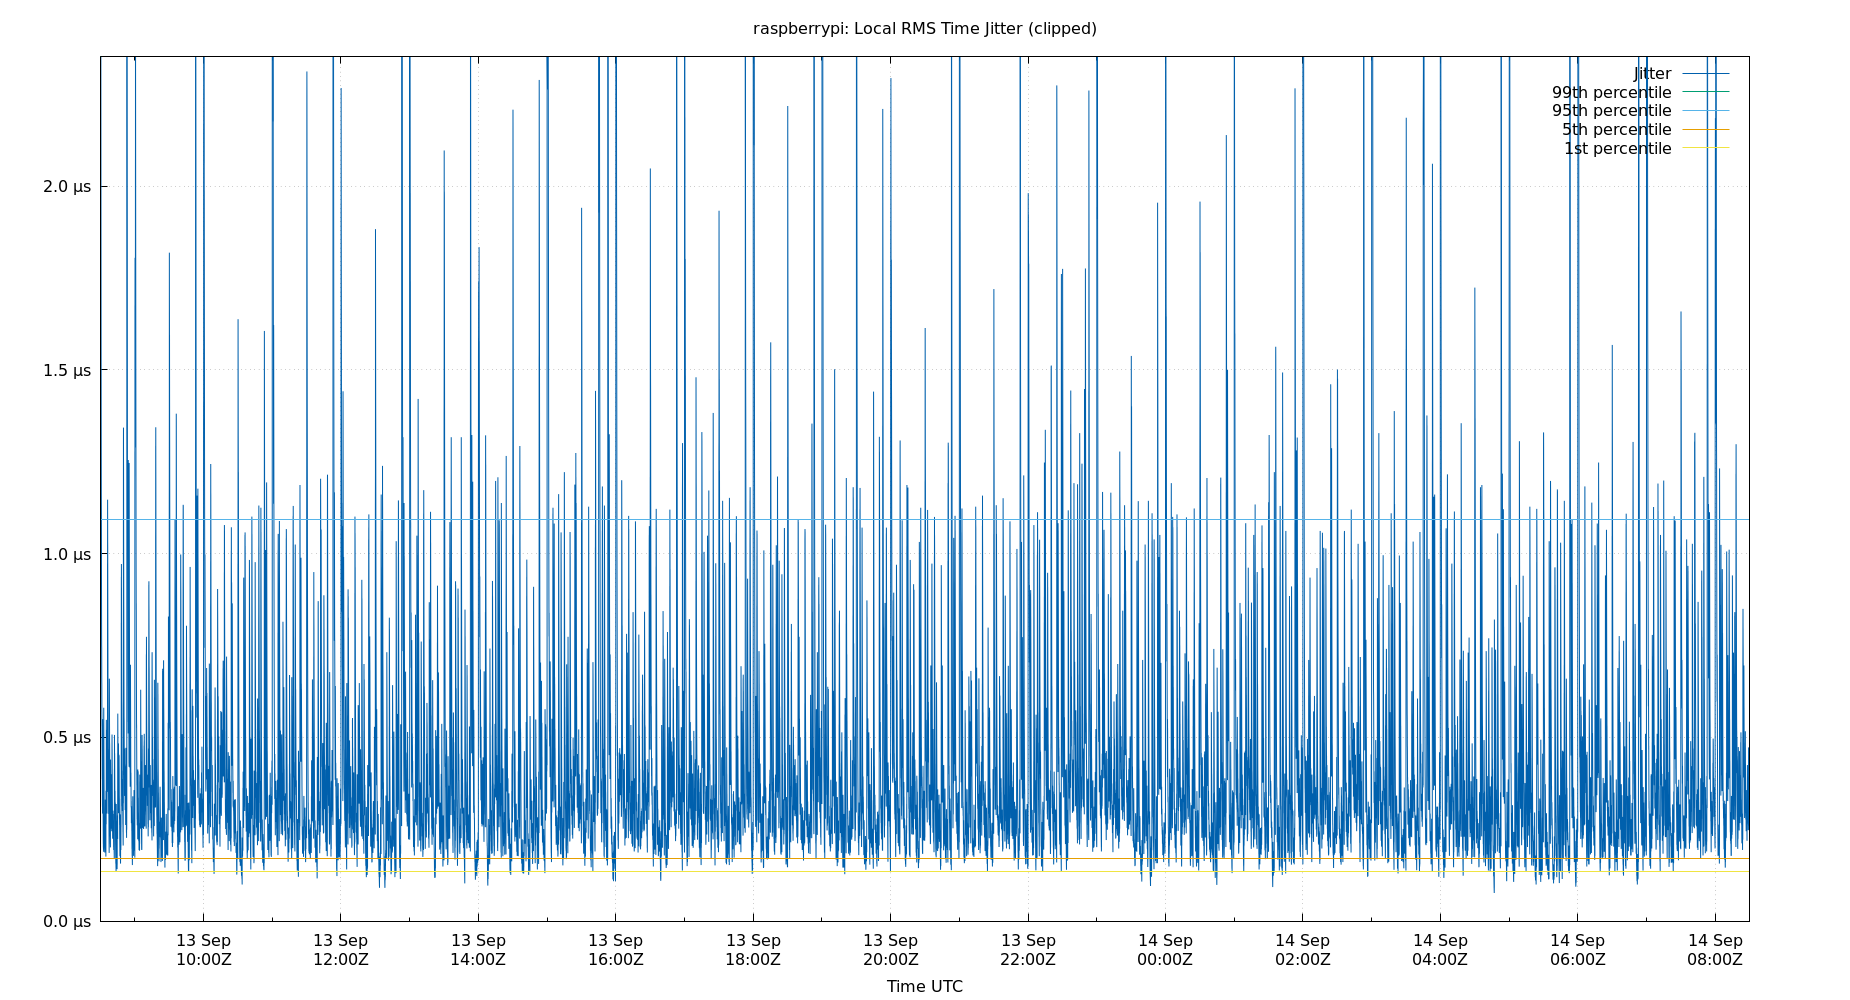 raspberrypi: Local RMS Time Jitter (clipped)
Jitter
99th percentile
95th percentile
5th percentile
1st percentile
2.0 µs
1.5 µs
1.0 µs
0.5 µs
0.0 µs
13 Sep 13 Sep 13 Sep 13 Sep 13 Sep 13 Sep 13 Sep 14 Sep 14 Sep 14 Sep 14 Sep 14 Sep
10:00Z 12:00Z 14:00Z 16:00Z 18:00Z 20:00Z 22:00Z 00:00Z 02:00Z 04:00Z 06:00Z 08:00Z
Time UTC